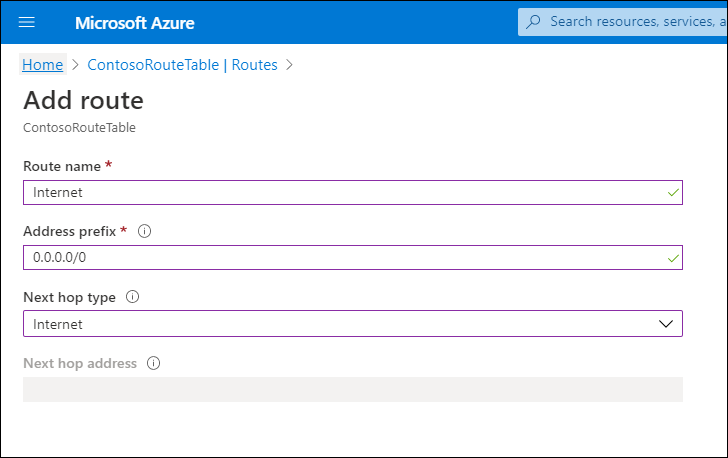 Microsoft Azure
Search resources, services, a
Home > ContosoRouteTable | Routes >
Add route
ContosoRouteTable
Route name *
Internet
Address prefix *
0.0.0.0/0
Next hop type
Internet
Next hop address